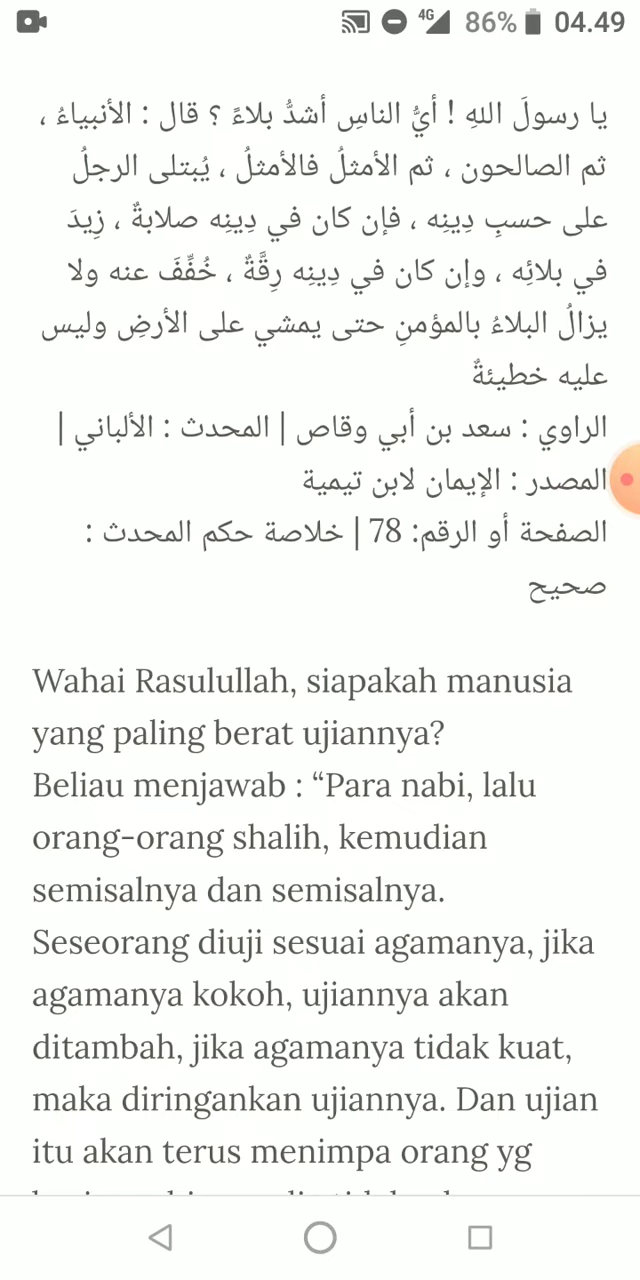 4G 86% 04.49
يا رسولَ اللهِ ! أيُّ الناسِ أشدُّ بلاءً ؟ قال : الأنبياءُ ،
ثم الصالحون ، ثم الأمثلُ فالأمثلُ ، يُبتلى الرجلُ
على حسبِ دِينِه ، فإن كان في دِينِه صلابةٌ ، زِيدَ
في بلائِه ، وإن كان في دِينِه رِقَّةٌ ، خُفِّفَ عنه ولا
يزالُ البلاءُ بالمؤمنِ حتى يمشي على الأرضِ وليس
عليه خطيئةٌ
الراوي : سعد بن أبي وقاص | المحدث : الألباني |
المصدر : الإيمان لابن تيمية
الصفحة أو الرقم: 78 | خلاصة حكم المحدث :
صحيح
Wahai Rasulullah, siapakah manusia
yang paling berat ujiannya?
Beliau menjawab : “Para nabi, lalu
orang-orang shalih, kemudian
semisalnya dan semisalnya.
Seseorang diuji sesuai agamanya, jika
agamanya kokoh, ujiannya akan
ditambah, jika agamanya tidak kuat,
maka diringankan ujiannya. Dan ujian
itu akan terus menimpa orang yg